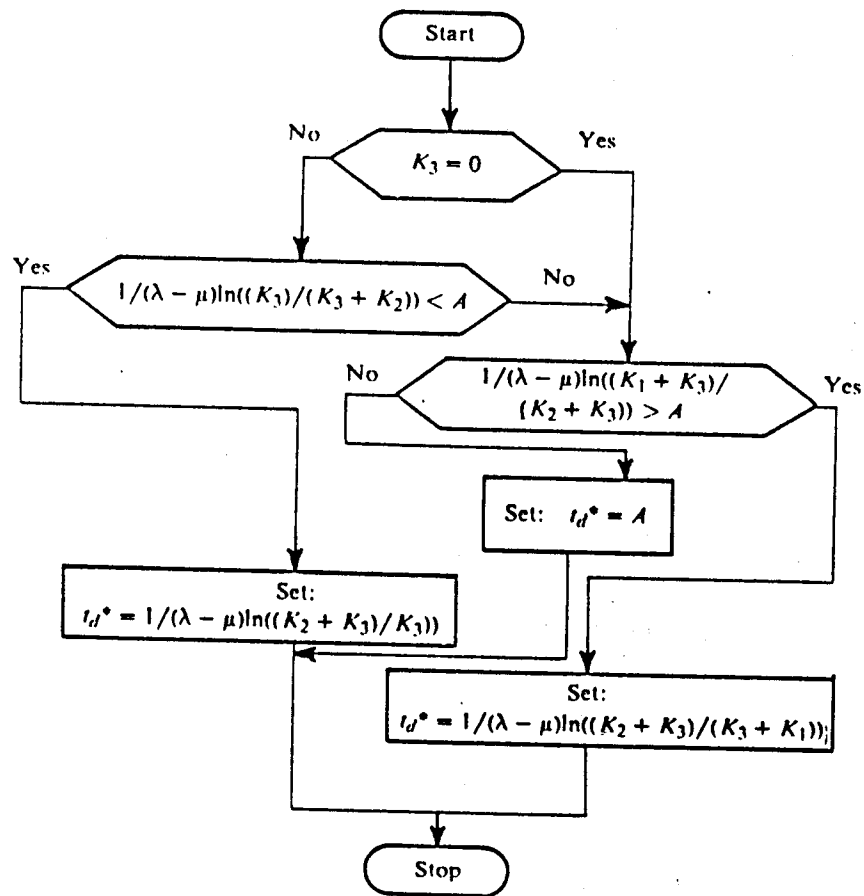 Start
No
Yes
K₃ = 0
Yes
1/(λ − μ)ln((K₃)/(K₃ + K₂)) < A
No
No
1/(λ − μ)ln((K₁ + K₃)/
(K₂ + K₃)) > A
Yes
Set: t_d* = A
Set:
t_d* = 1/(λ − μ)ln((K₂ + K₃)/K₃))
Set:
t_d* = 1/(λ − μ)ln((K₂ + K₃)/(K₃ + K₁))
Stop